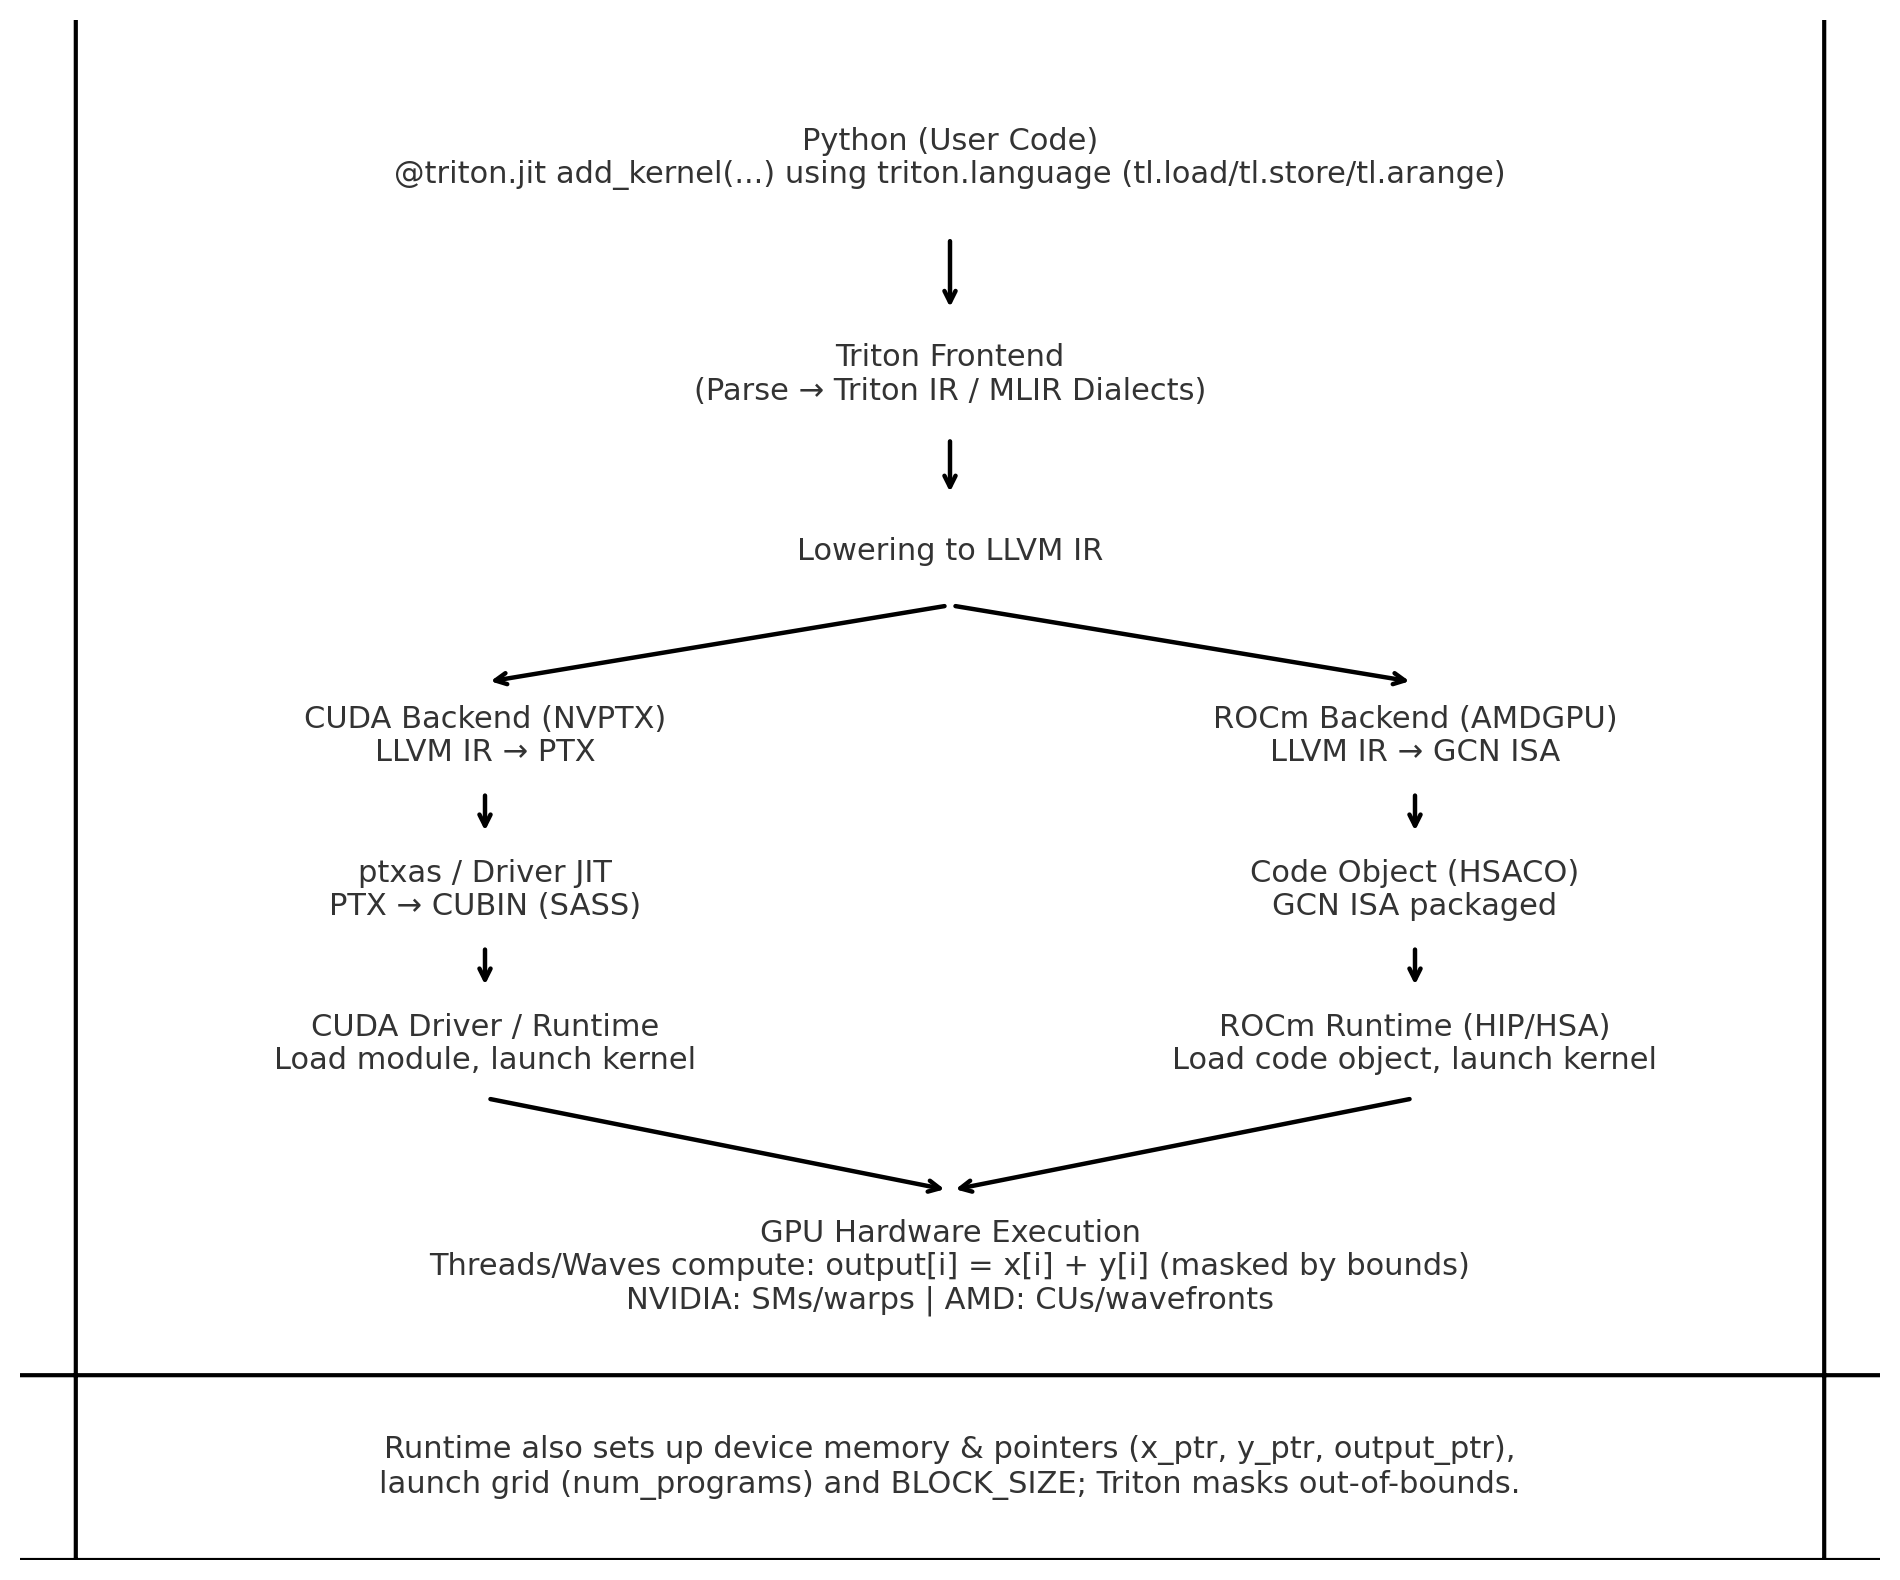 Python (User Code)
@triton.jit add_kernel(...) using triton.language (tl.load/tl.store/tl.arange)
Triton Frontend
(Parse → Triton IR / MLIR Dialects)
Lowering to LLVM IR
CUDA Backend (NVPTX)
LLVM IR → PTX
ROCm Backend (AMDGPU)
LLVM IR → GCN ISA
ptxas / Driver JIT
PTX → CUBIN (SASS)
Code Object (HSACO)
GCN ISA packaged
CUDA Driver / Runtime
Load module, launch kernel
ROCm Runtime (HIP/HSA)
Load code object, launch kernel
GPU Hardware Execution
Threads/Waves compute: output[i] = x[i] + y[i] (masked by bounds)
NVIDIA: SMs/warps | AMD: CUs/wavefronts
Runtime also sets up device memory & pointers (x_ptr, y_ptr, output_ptr),
launch grid (num_programs) and BLOCK_SIZE; Triton masks out-of-bounds.